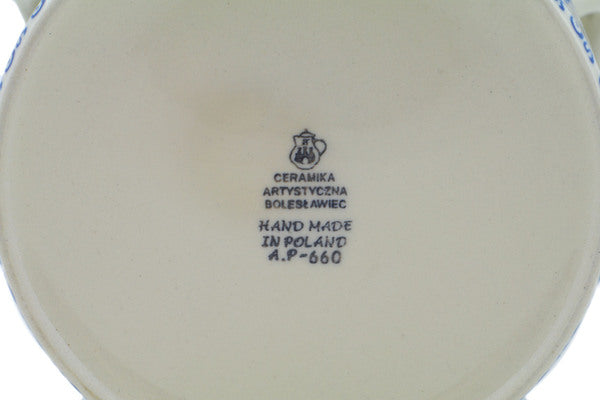 CERAMIKA
ARTYSTYCZNA
BOLESŁAWIEC
HAND MADE
IN POLAND
A.P-660